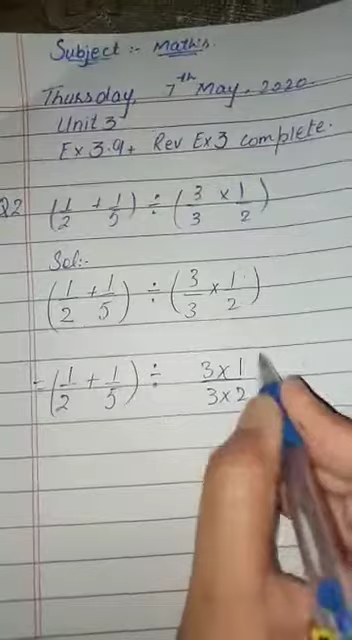 Subject :- Maths.
Thursday, 7th May, 2020.
Unit 3
Ex 3.9+ Rev Ex3 complete.
Q2 (1/2 + 1/5) ÷ (3/3 × 1/2)
Sol:-
(1/2 + 1/5) ÷ (3/3 × 1/2)
= (1/2 + 1/5) ÷ 3×1/3×2